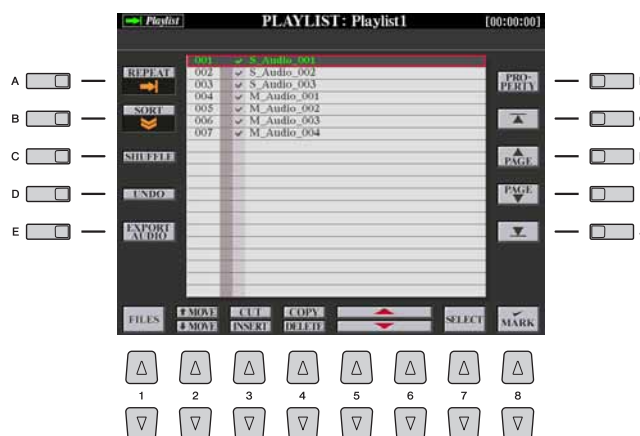 Playlist PLAYLIST: Playlist1 [00:00:00]
001 ✓ S_Audio_001
002 ✓ S_Audio_002
003 ✓ S_Audio_003
004 ✓ M_Audio_001
005 ✓ M_Audio_002
006 ✓ M_Audio_003
007 ✓ M_Audio_004
A
REPEAT
B
SORT
C
SHUFFLE
D
UNDO
E
EXPORT
AUDIO
PRO-
PERTY
PAGE
PAGE
FILES
MOVE CUT COPY
MOVE INSERT DELETE
SELECT
MARK
1 2 3 4 5 6 7 8